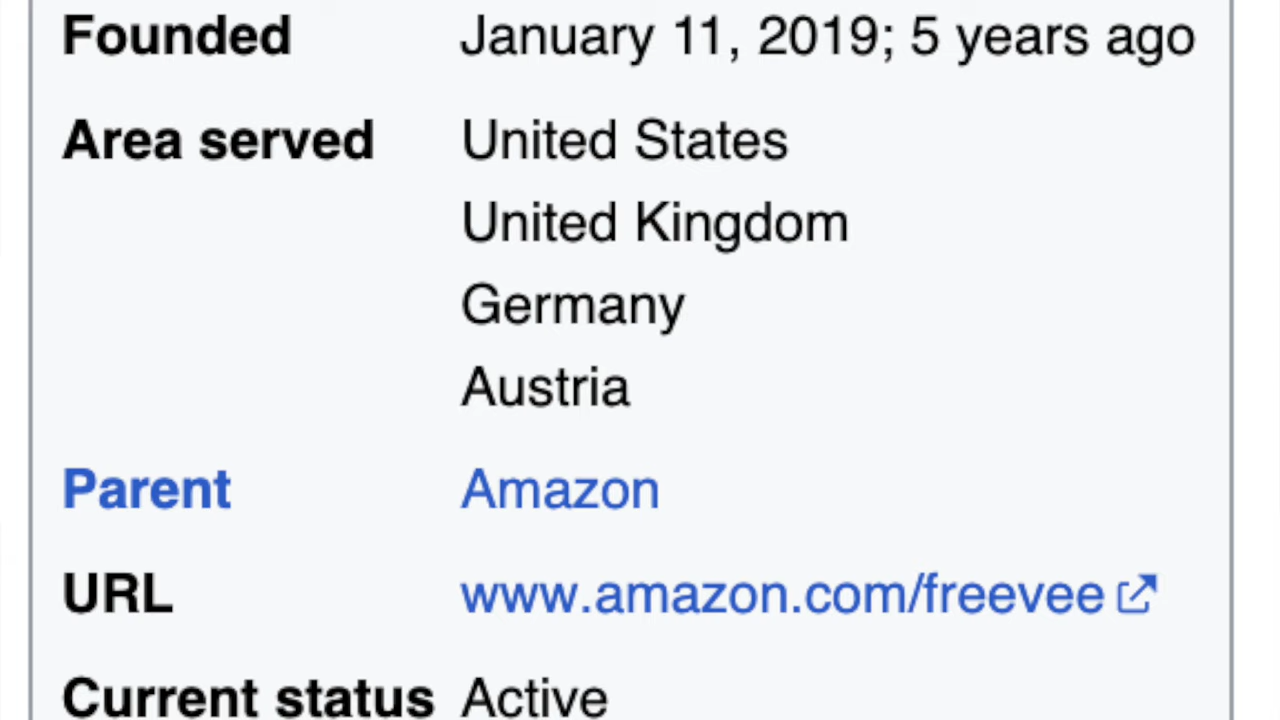 Founded January 11, 2019; 5 years ago
Area served United States
United Kingdom
Germany
Austria
Parent Amazon
URL www.amazon.com/freevee
Current status Active